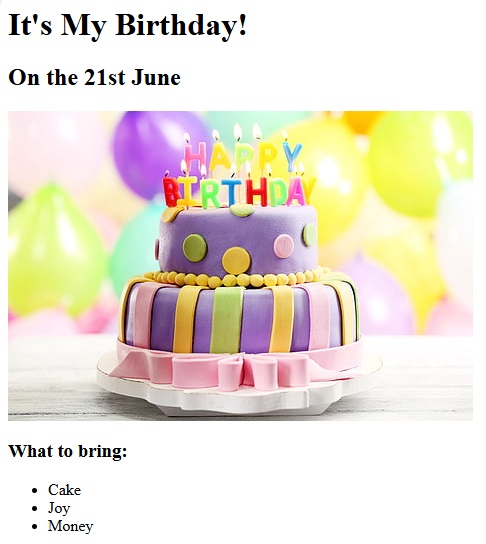 It's My Birthday!
On the 21st June
HAPPY
BIRTHDAY
What to bring:
Cake
Joy
Money